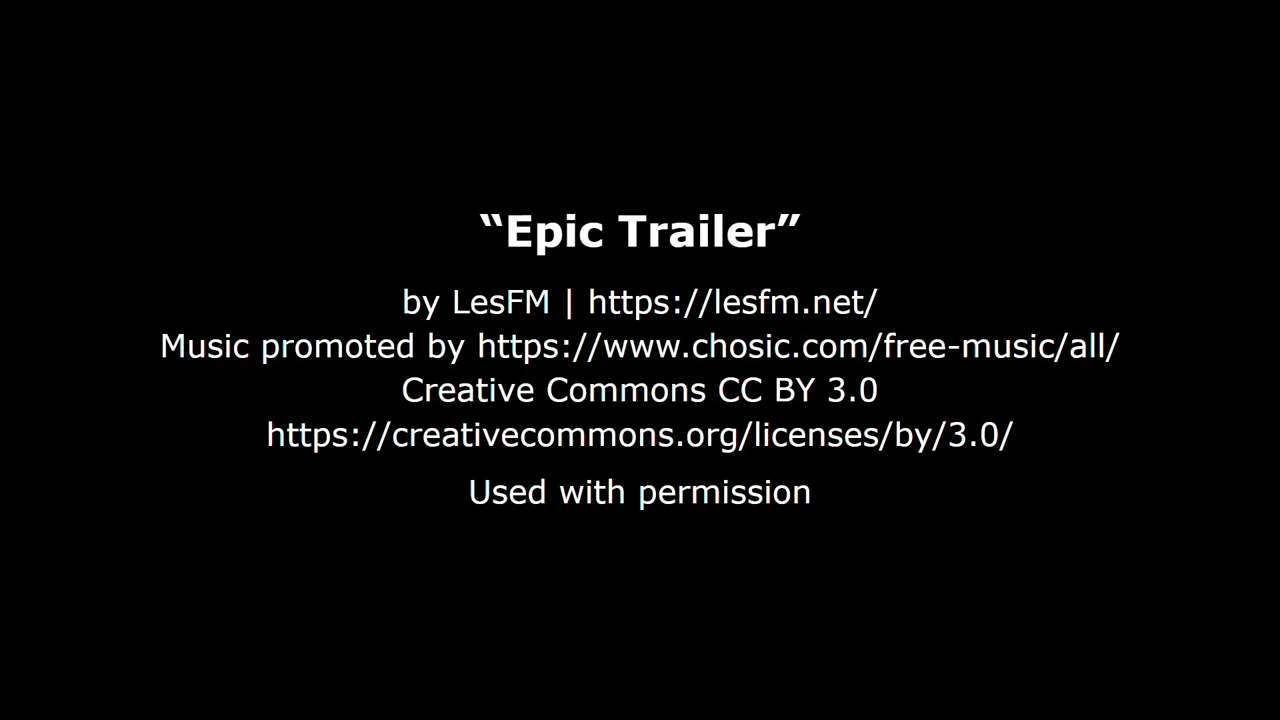 “Epic Trailer”
by LesFM | https://lesfm.net/
Music promoted by https://www.chosic.com/free-music/all/
Creative Commons CC BY 3.0
https://creativecommons.org/licenses/by/3.0/
Used with permission